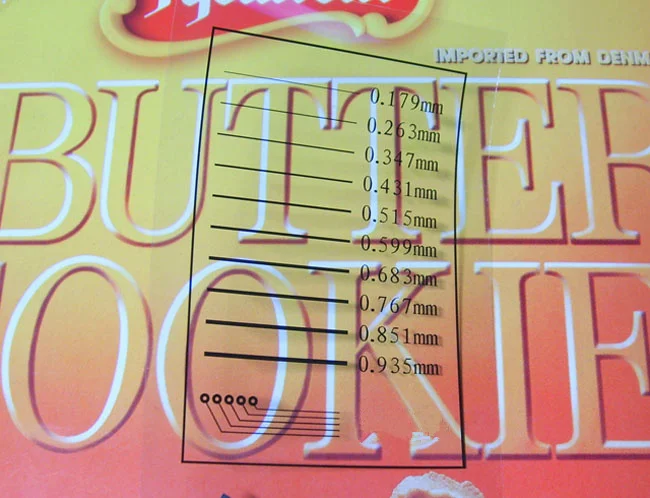 IMPORTED FROM DENM
BUTTER
OOKIE
0.179mm
0.263mm
0.347mm
0.431mm
0.515mm
0.599mm
0.683mm
0.767mm
0.851mm
0.935mm